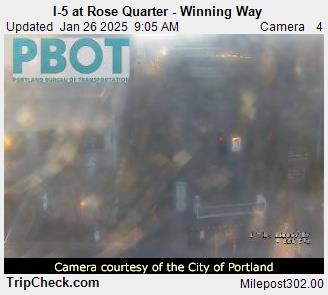 I-5 at Rose Quarter - Winning Way
Updated Jan 26 2025 9:05 AM Camera 4
PBOT
PORTLAND BUREAU OF TRANSPORTATION
Camera courtesy of the City of Portland
TripCheck.com Milepost302.00